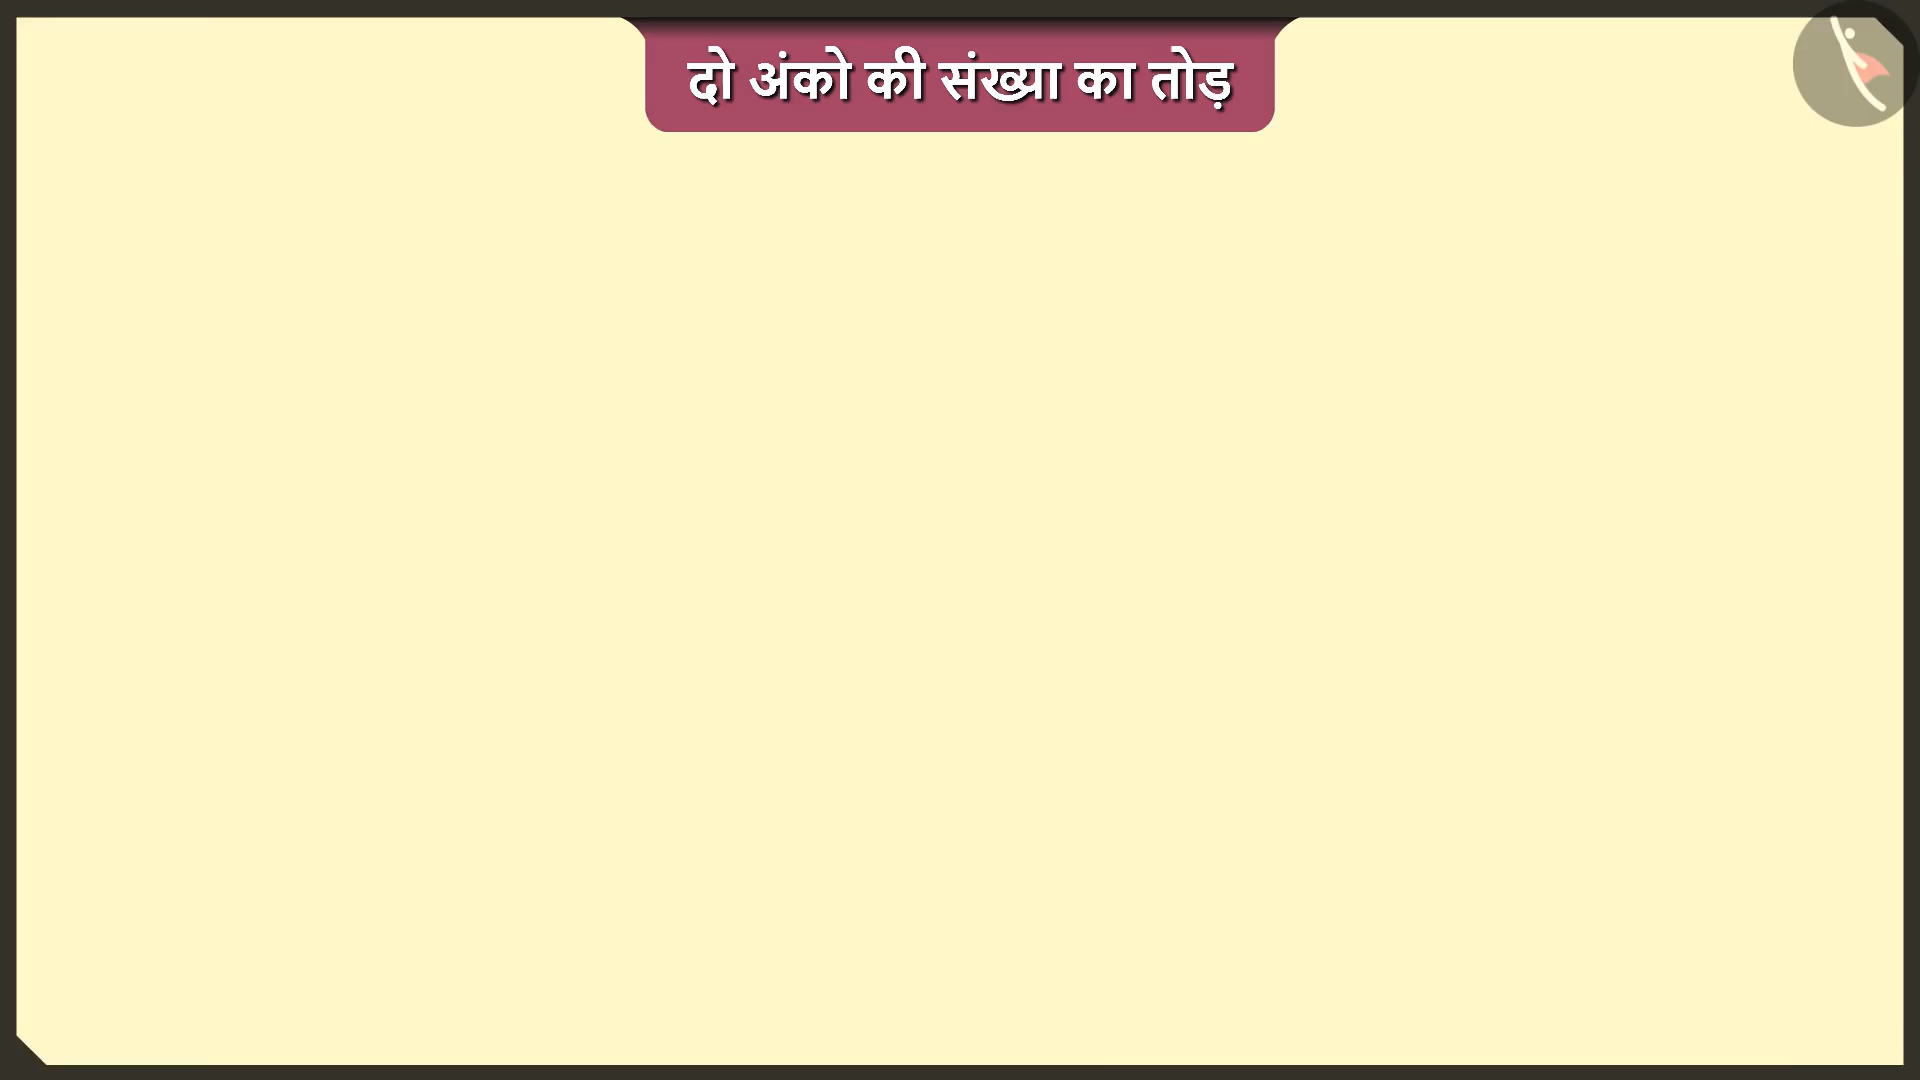 दो अंको की संख्या का तोड़